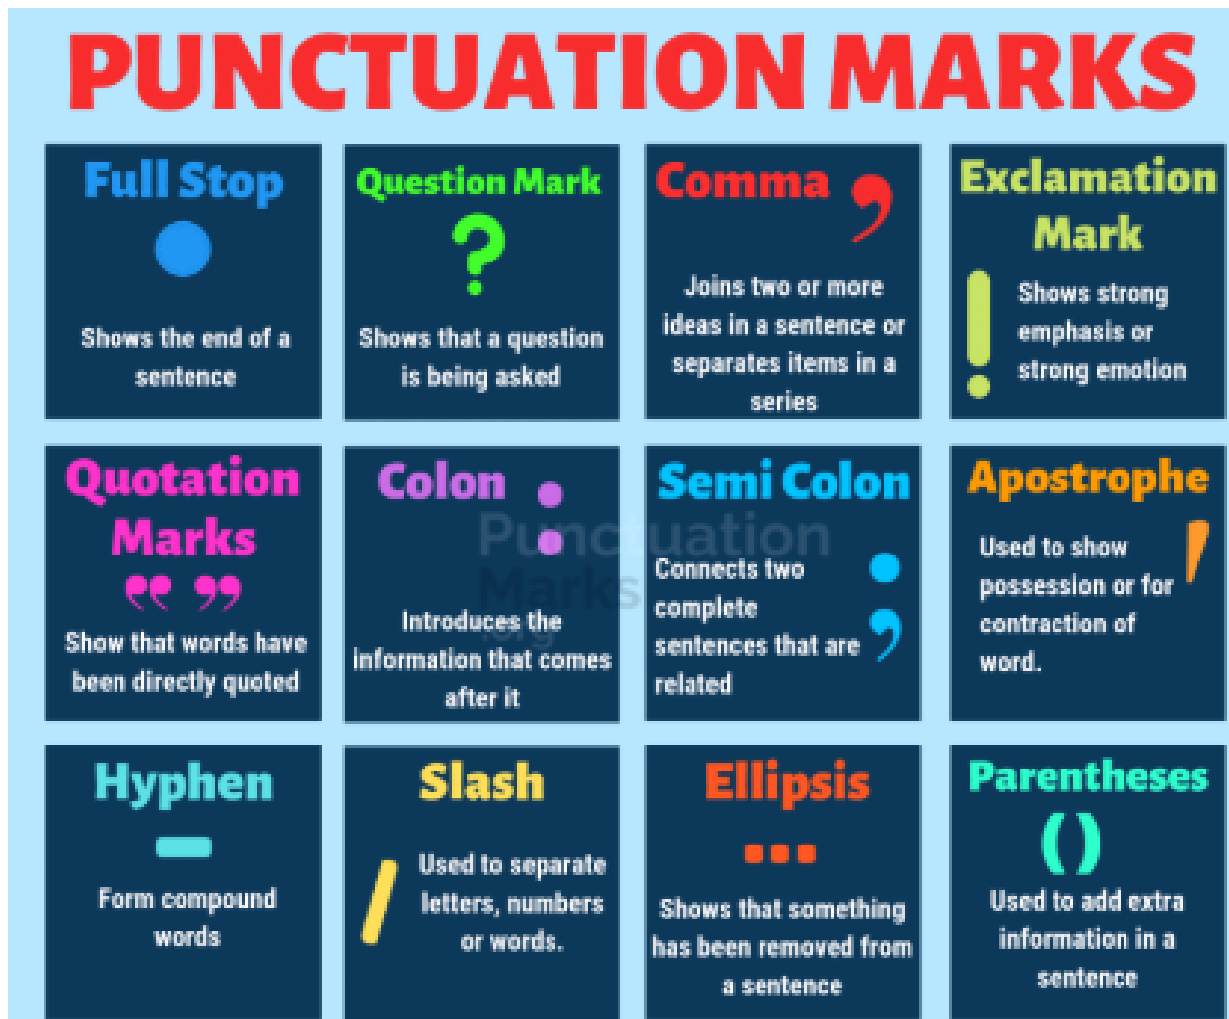 PUNCTUATION MARKS
Full Stop
Shows the end of a
sentence
Question Mark
?
Shows that a question
is being asked
Comma ,
Joins two or more
ideas in a sentence or
separates items in a
series
Exclamation
Mark
!
Shows strong
emphasis or
strong emotion
Quotation
Marks
“ ”
Show that words have
been directly quoted
Colon :
Introduces the
information that comes
after it
Semi Colon
;
Connects two
complete
sentences that are
related
Apostrophe
'
Used to show
possession or for
contraction of
word.
Punctuation
Marks
.org
Hyphen
-
Form compound
words
Slash
/
Used to separate
letters, numbers
or words.
Ellipsis
...
Shows that something
has been removed from
a sentence
Parentheses
()
Used to add extra
information in a
sentence